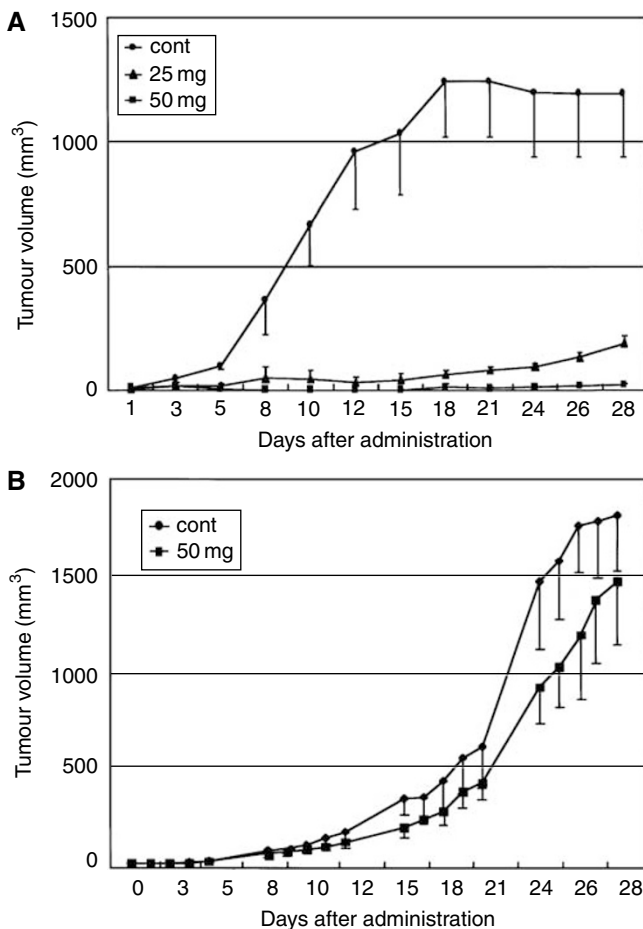 A
1500
cont
25 mg
50 mg
1000
500
0
Tumour volume (mm³)
1 3 5 8 10 12 15 18 21 24 26 28
Days after administration
B
2000
cont
50 mg
1500
1000
500
0
Tumour volume (mm³)
0 3 5 8 10 12 15 18 21 24 26 28
Days after administration